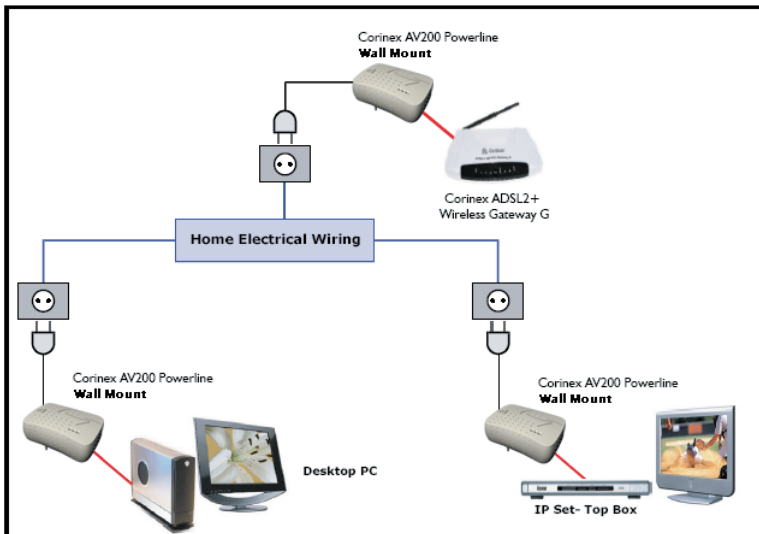 Corinex AV200 Powerline
Wall Mount
Corinex ADSL2+
Wireless Gateway G
Home Electrical Wiring
Corinex AV200 Powerline
Wall Mount
Desktop PC
Corinex AV200 Powerline
Wall Mount
IP Set- Top Box